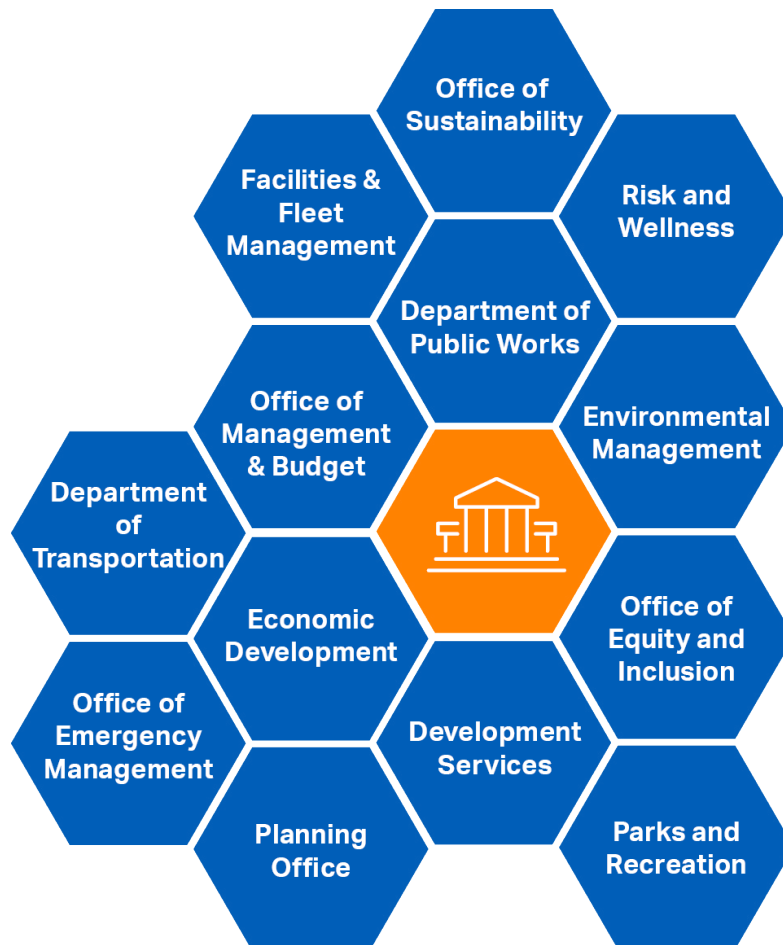 Office of
Sustainability
Facilities &
Fleet
Management
Risk and
Wellness
Department of
Public Works
Office of
Management
& Budget
Environmental
Management
Department
of
Transportation
Economic
Development
Office of
Equity and
Inclusion
Office of
Emergency
Management
Development
Services
Planning
Office
Parks and
Recreation